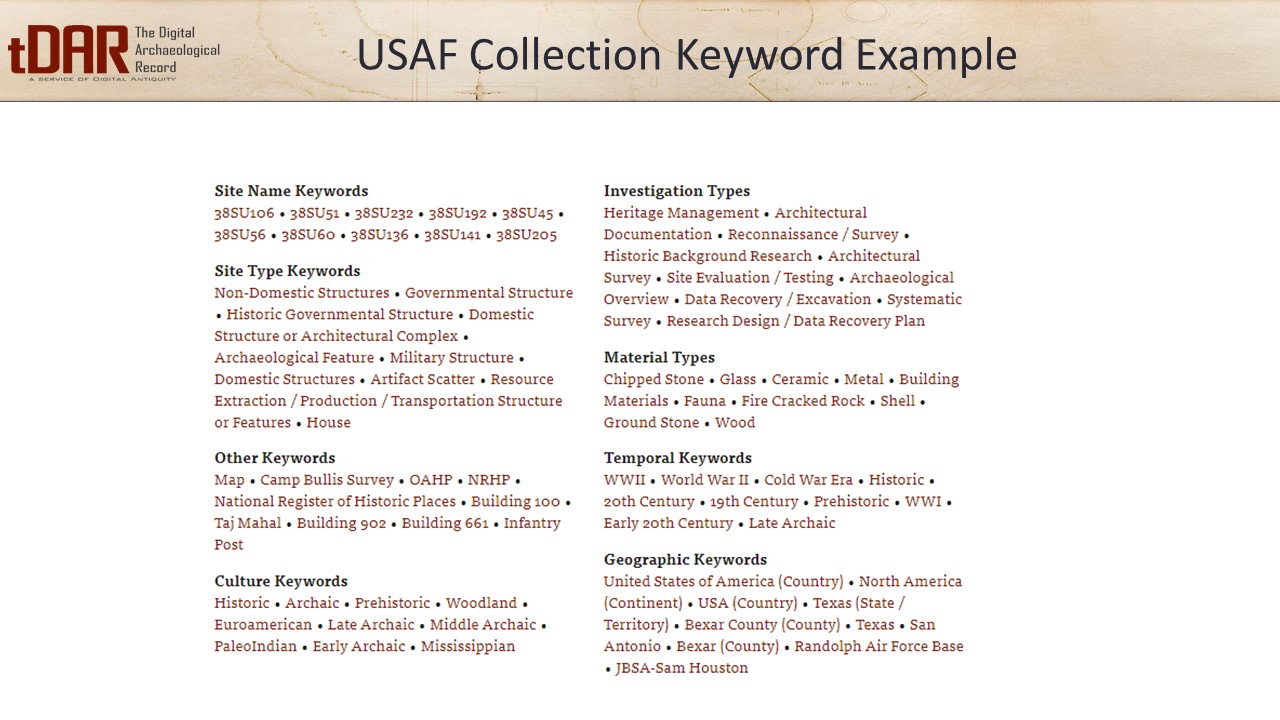 tDAR
The Digital
Archaeological
Record
A SERVICE OF DIGITAL ANTIQUITY
USAF Collection Keyword Example
Site Name Keywords
38SU106 • 38SU51 • 38SU232 • 38SU192 • 38SU45 •
38SU56 • 38SU60 • 38SU136 • 38SU141 • 38SU205
Site Type Keywords
Non-Domestic Structures • Governmental Structure
• Historic Governmental Structure • Domestic
Structure or Architectural Complex •
Archaeological Feature • Military Structure •
Domestic Structures • Artifact Scatter • Resource
Extraction / Production / Transportation Structure
or Features • House
Other Keywords
Map • Camp Bullis Survey • OAHP • NRHP •
National Register of Historic Places • Building 100 •
Taj Mahal • Building 902 • Building 661 • Infantry
Post
Culture Keywords
Historic • Archaic • Prehistoric • Woodland •
Euroamerican • Late Archaic • Middle Archaic •
PaleoIndian • Early Archaic • Mississippian
Investigation Types
Heritage Management • Architectural
Documentation • Reconnaissance / Survey •
Historic Background Research • Architectural
Survey • Site Evaluation / Testing • Archaeological
Overview • Data Recovery / Excavation • Systematic
Survey • Research Design / Data Recovery Plan
Material Types
Chipped Stone • Glass • Ceramic • Metal • Building
Materials • Fauna • Fire Cracked Rock • Shell •
Ground Stone • Wood
Temporal Keywords
WWII • World War II • Cold War Era • Historic •
20th Century • 19th Century • Prehistoric • WWI •
Early 20th Century • Late Archaic
Geographic Keywords
United States of America (Country) • North America
(Continent) • USA (Country) • Texas (State /
Territory) • Bexar County (County) • Texas • San
Antonio • Bexar (County) • Randolph Air Force Base
• JBSA-Sam Houston